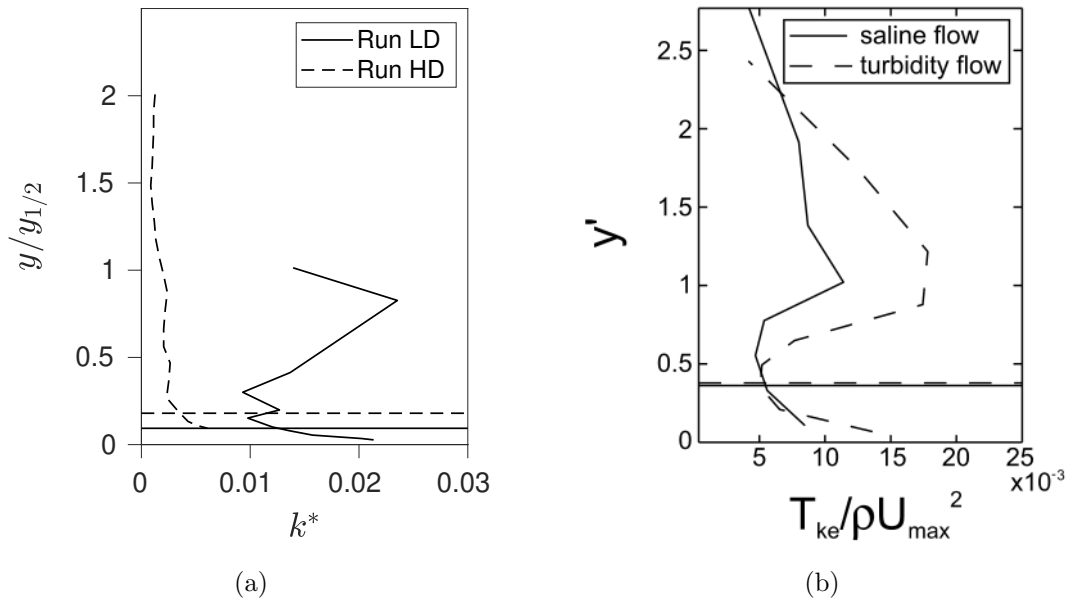 Run LD
Run HD
2
1.5
1
0.5
0
y/y1/2
0
0.01
0.02
0.03
k*
(a)
saline flow
turbidity flow
2.5
2
1.5
1
0.5
0
y'
5
10
15
20
25
x10-3
Tke/ρUmax2
(b)